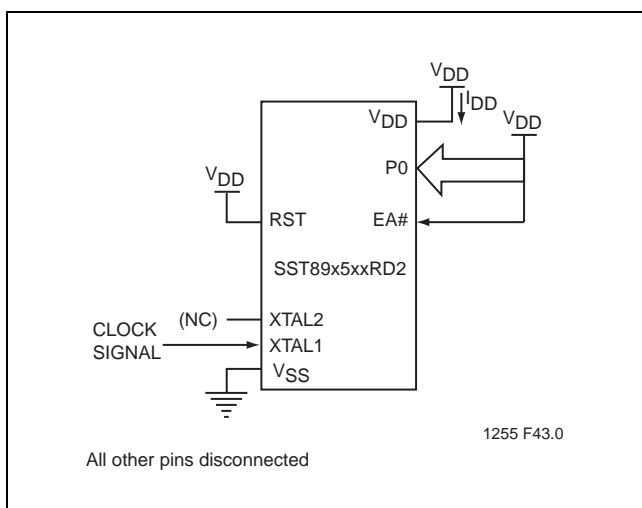 VDD
IDD
VDD
VDD
P0
VDD
RST
EA#
SST89x5xxRD2
(NC)
XTAL2
CLOCK
SIGNAL
XTAL1
VSS
1255 F43.0
All other pins disconnected